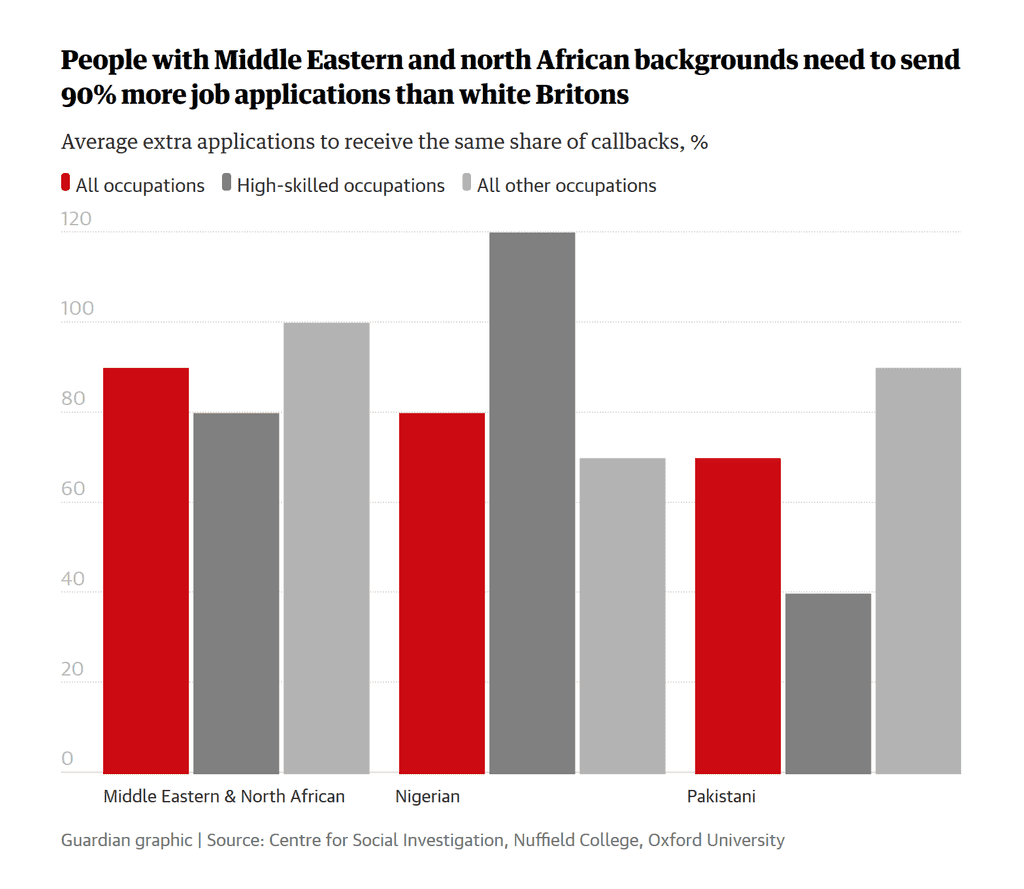 People with Middle Eastern and north African backgrounds need to send
90% more job applications than white Britons
Average extra applications to receive the same share of callbacks, %
All occupations High-skilled occupations All other occupations
120
100
80
60
40
20
0
Middle Eastern & North African Nigerian Pakistani
Guardian graphic | Source: Centre for Social Investigation, Nuffield College, Oxford University